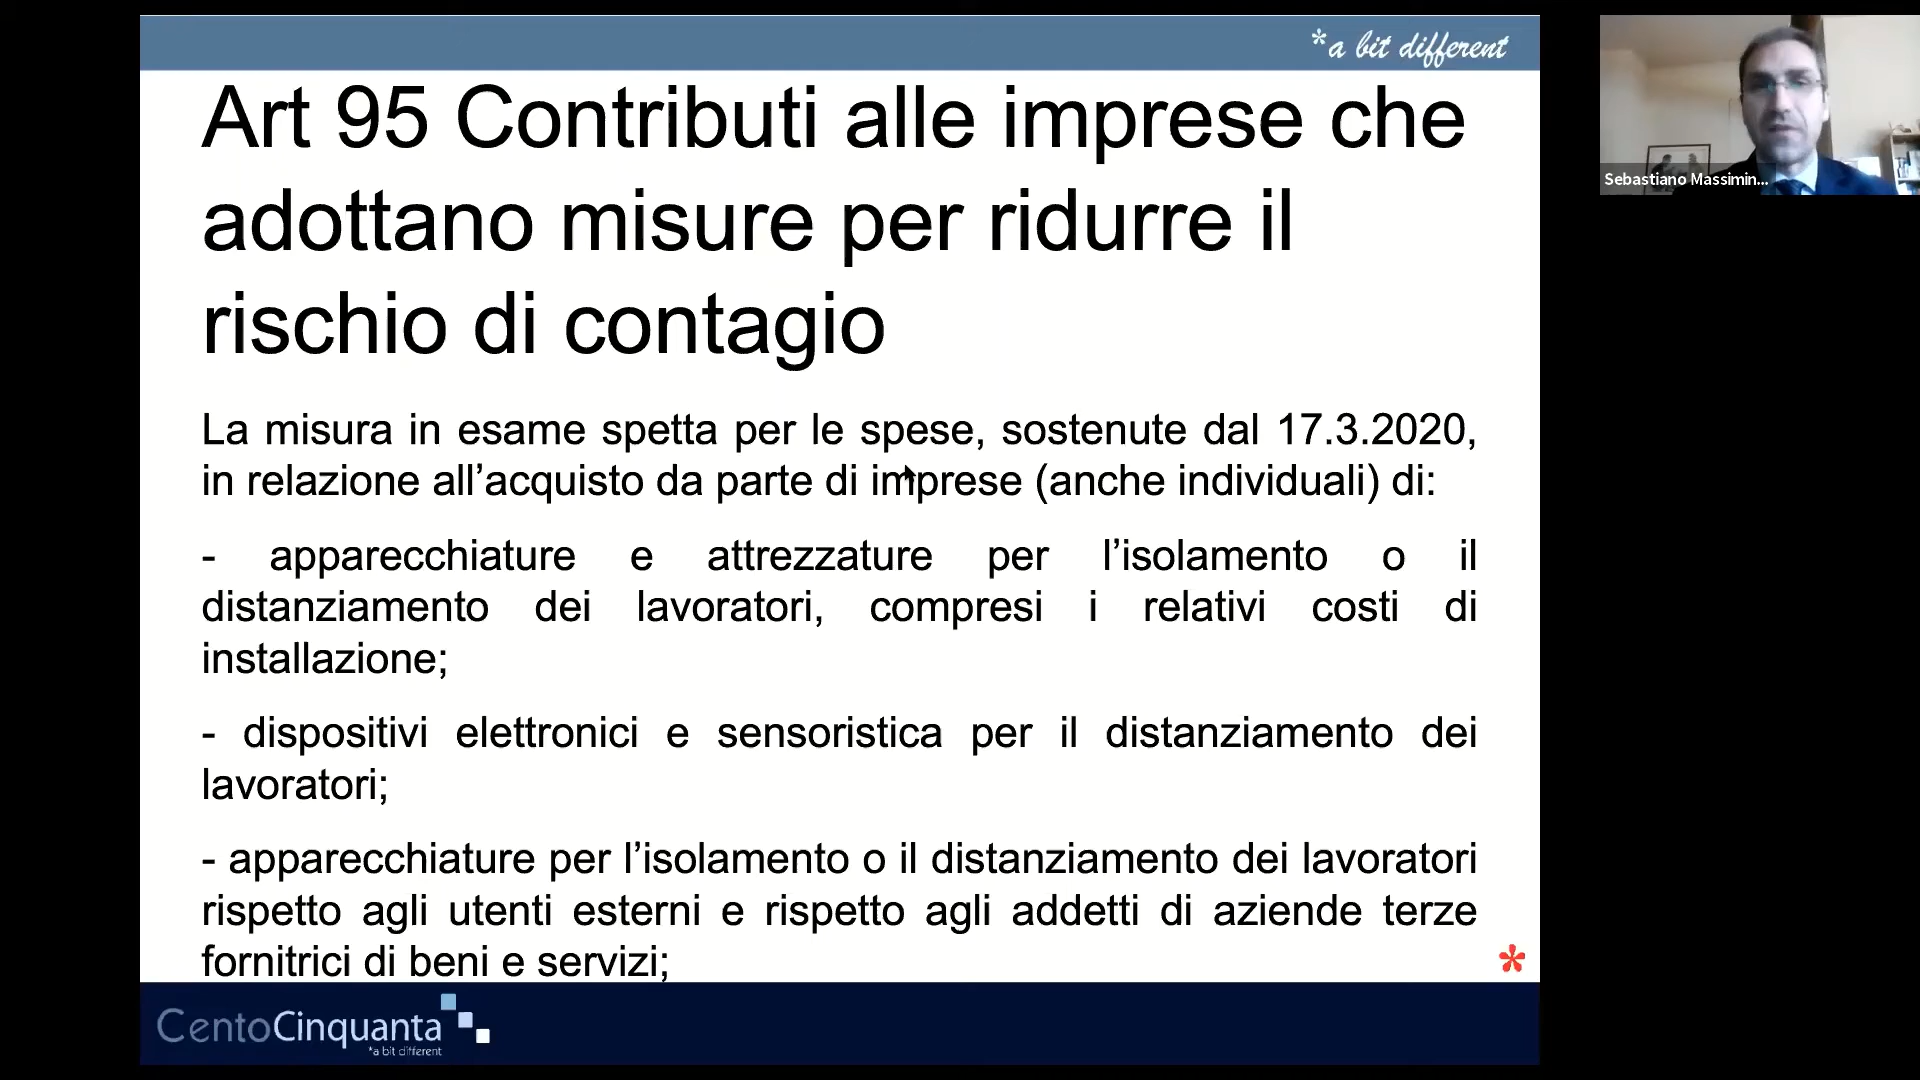 *a bit different
Art 95 Contributi alle imprese che
adottano misure per ridurre il
rischio di contagio
La misura in esame spetta per le spese, sostenute dal 17.3.2020,
in relazione all’acquisto da parte di imprese (anche individuali) di:
- apparecchiature e attrezzature per l’isolamento o il
distanziamento dei lavoratori, compresi i relativi costi di
installazione;
- dispositivi elettronici e sensoristica per il distanziamento dei
lavoratori;
- apparecchiature per l’isolamento o il distanziamento dei lavoratori
rispetto agli utenti esterni e rispetto agli addetti di aziende terze
fornitrici di beni e servizi;
*
CentoCinquanta
*a bit different
Sebastiano Massimin...